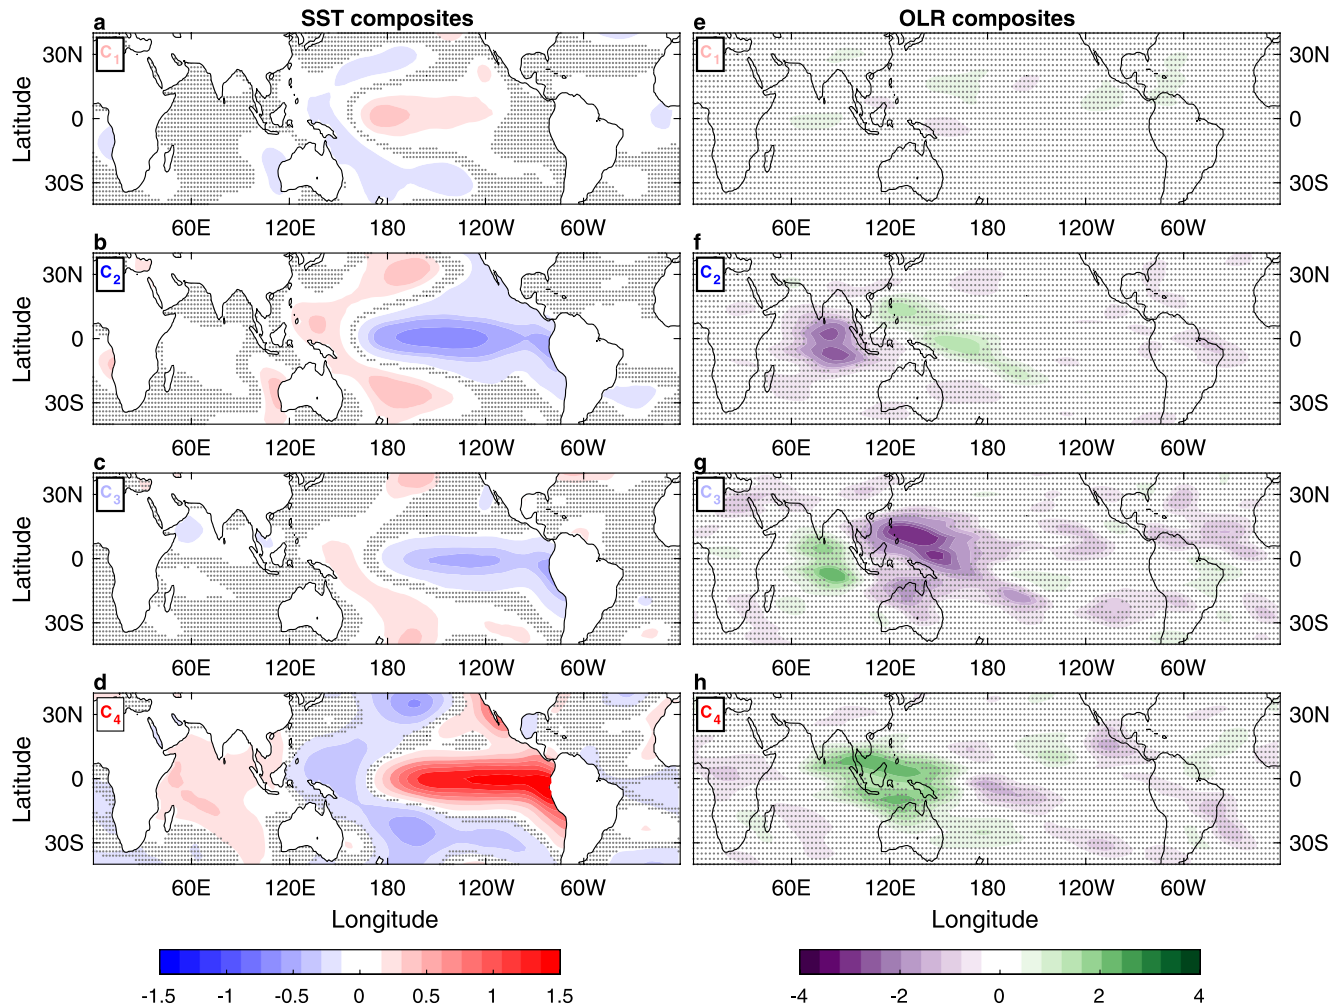 SST composites
OLR composites
a
e
30N
0
30S
Latitude
C1
C1
30N
0
30S
60E 120E 180 120W 60W
60E 120E 180 120W 60W
b
f
30N
0
30S
Latitude
C2
C2
30N
0
30S
60E 120E 180 120W 60W
60E 120E 180 120W 60W
c
g
30N
0
30S
Latitude
C3
C3
30N
0
30S
60E 120E 180 120W 60W
60E 120E 180 120W 60W
d
h
30N
0
30S
Latitude
C4
C4
30N
0
30S
60E 120E 180 120W 60W
60E 120E 180 120W 60W
Longitude
Longitude
-1.5 -1 -0.5 0 0.5 1 1.5
-4 -2 0 2 4